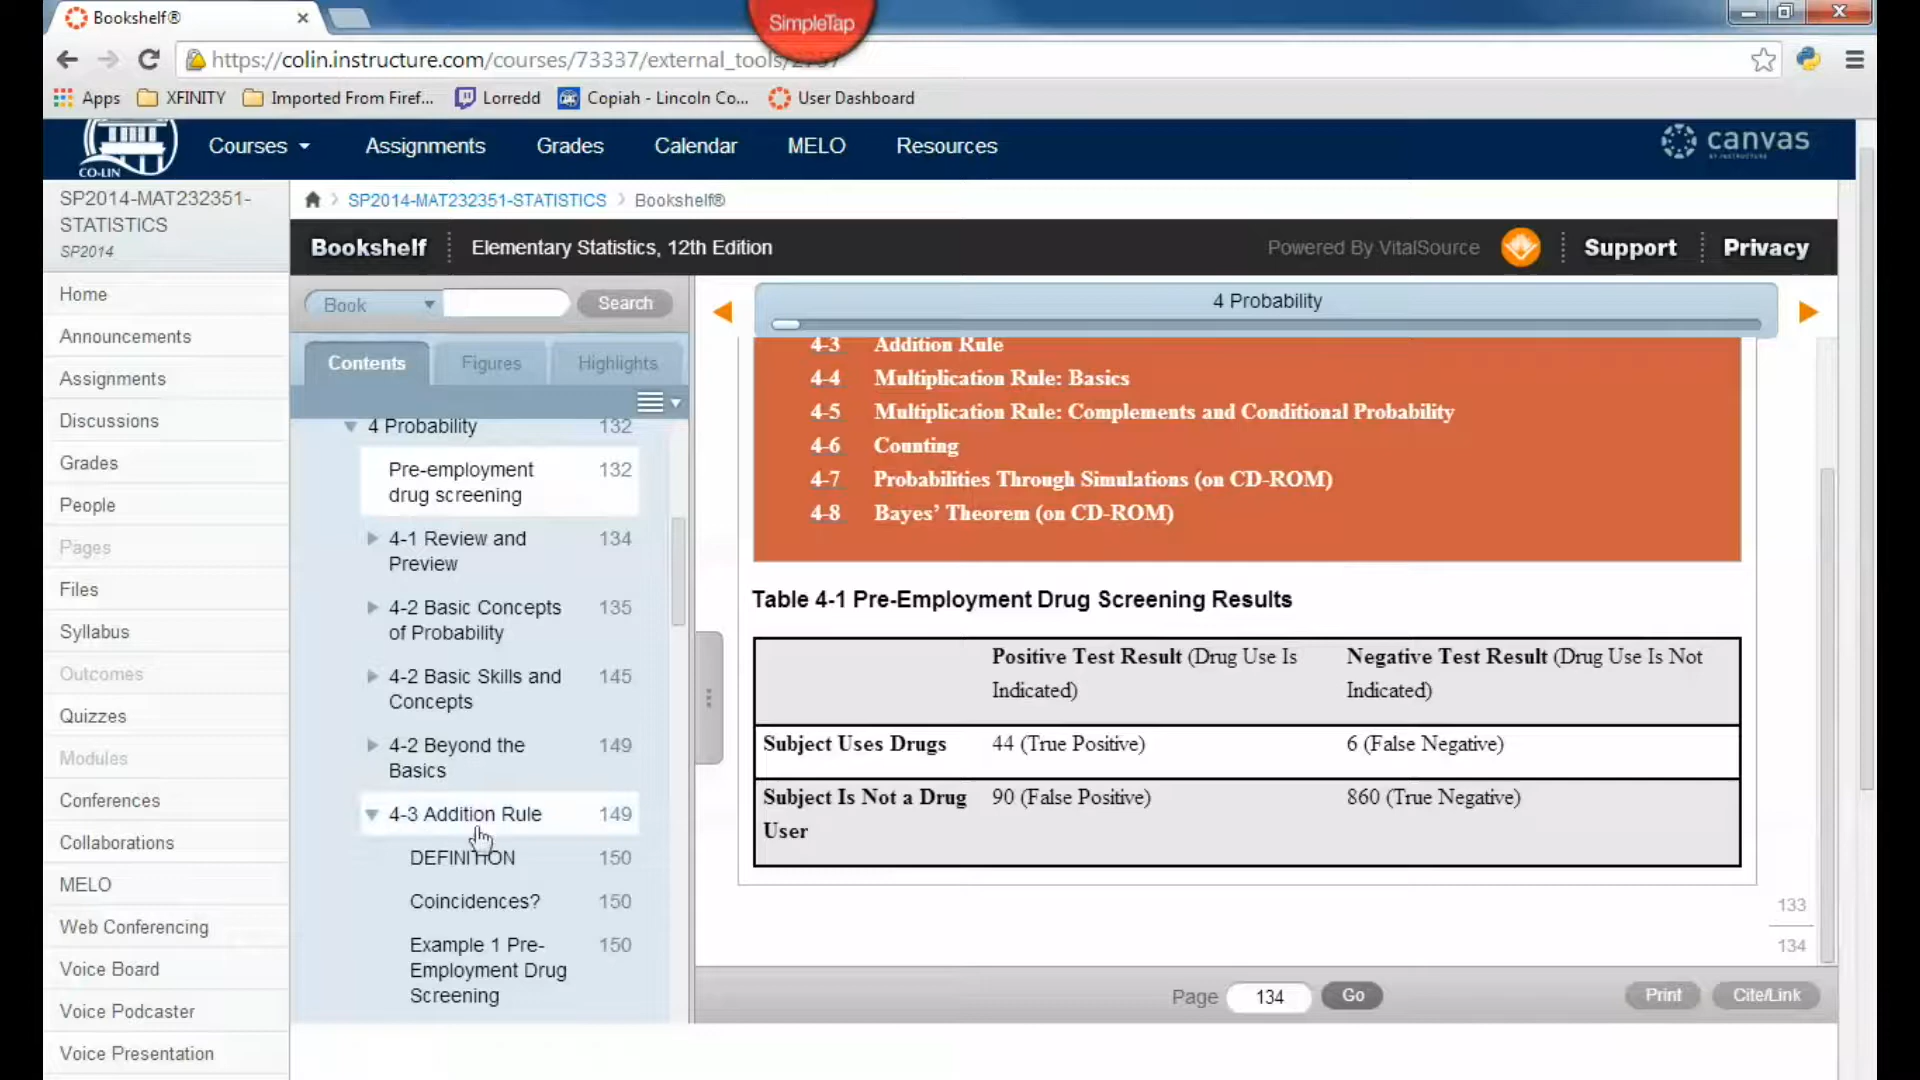 Bookshelf®
SimpleTap
https://colin.instructure.com/courses/73337/external_tools/
Apps
XFINITY
Imported From Firef...
Lorredd
Copiah - Lincoln Co...
User Dashboard
CO-LIN
Courses
Assignments
Grades
Calendar
MELO
Resources
canvas
BY INSTRUCTURE
SP2014-MAT232351-
STATISTICS
SP2014
Home
Announcements
Assignments
Discussions
Grades
People
Pages
Files
Syllabus
Outcomes
Quizzes
Modules
Conferences
Collaborations
MELO
Web Conferencing
Voice Board
Voice Podcaster
Voice Presentation
SP2014-MAT232351-STATISTICS
Bookshelf®
Bookshelf
Elementary Statistics, 12th Edition
Powered By VitalSource
Support
Privacy
Book
Search
Contents
Figures
Highlights
4 Probability 132
Pre-employment 132
drug screening
4-1 Review and 134
Preview
4-2 Basic Concepts 135
of Probability
4-2 Basic Skills and 145
Concepts
4-2 Beyond the 149
Basics
4-3 Addition Rule 149
DEFINITION 150
Coincidences? 150
Example 1 Pre- 150
Employment Drug
Screening
4 Probability
4-3 Addition Rule
4-4 Multiplication Rule: Basics
4-5 Multiplication Rule: Complements and Conditional Probability
4-6 Counting
4-7 Probabilities Through Simulations (on CD-ROM)
4-8 Bayes’ Theorem (on CD-ROM)
Table 4-1 Pre-Employment Drug Screening Results
Positive Test Result (Drug Use Is
Indicated)
Negative Test Result (Drug Use Is Not
Indicated)
Subject Uses Drugs 44 (True Positive) 6 (False Negative)
Subject Is Not a Drug 90 (False Positive) 860 (True Negative)
User
133
134
Page 134 Go
Print
Cite/Link